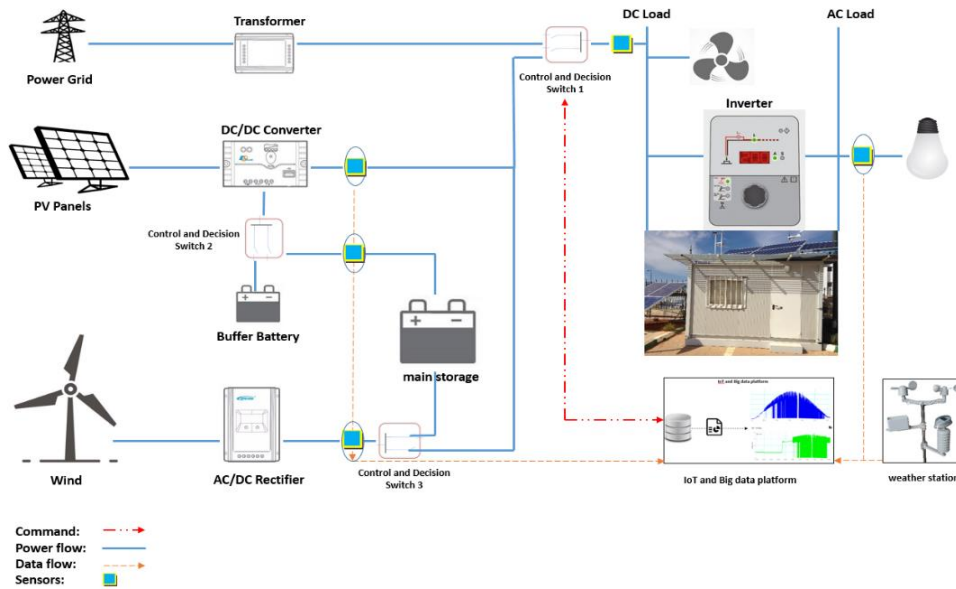 DC Load
AC Load
Transformer
Power Grid
Control and Decision
Switch 1
Inverter
DC/DC Converter
PV Panels
Control and Decision
Switch 2
Buffer Battery
main storage
Wind
AC/DC Rectifier
Control and Decision
Switch 3
IoT and Big data platform
IoT and Big data platform
weather station
Command:
Power flow:
Data flow:
Sensors: